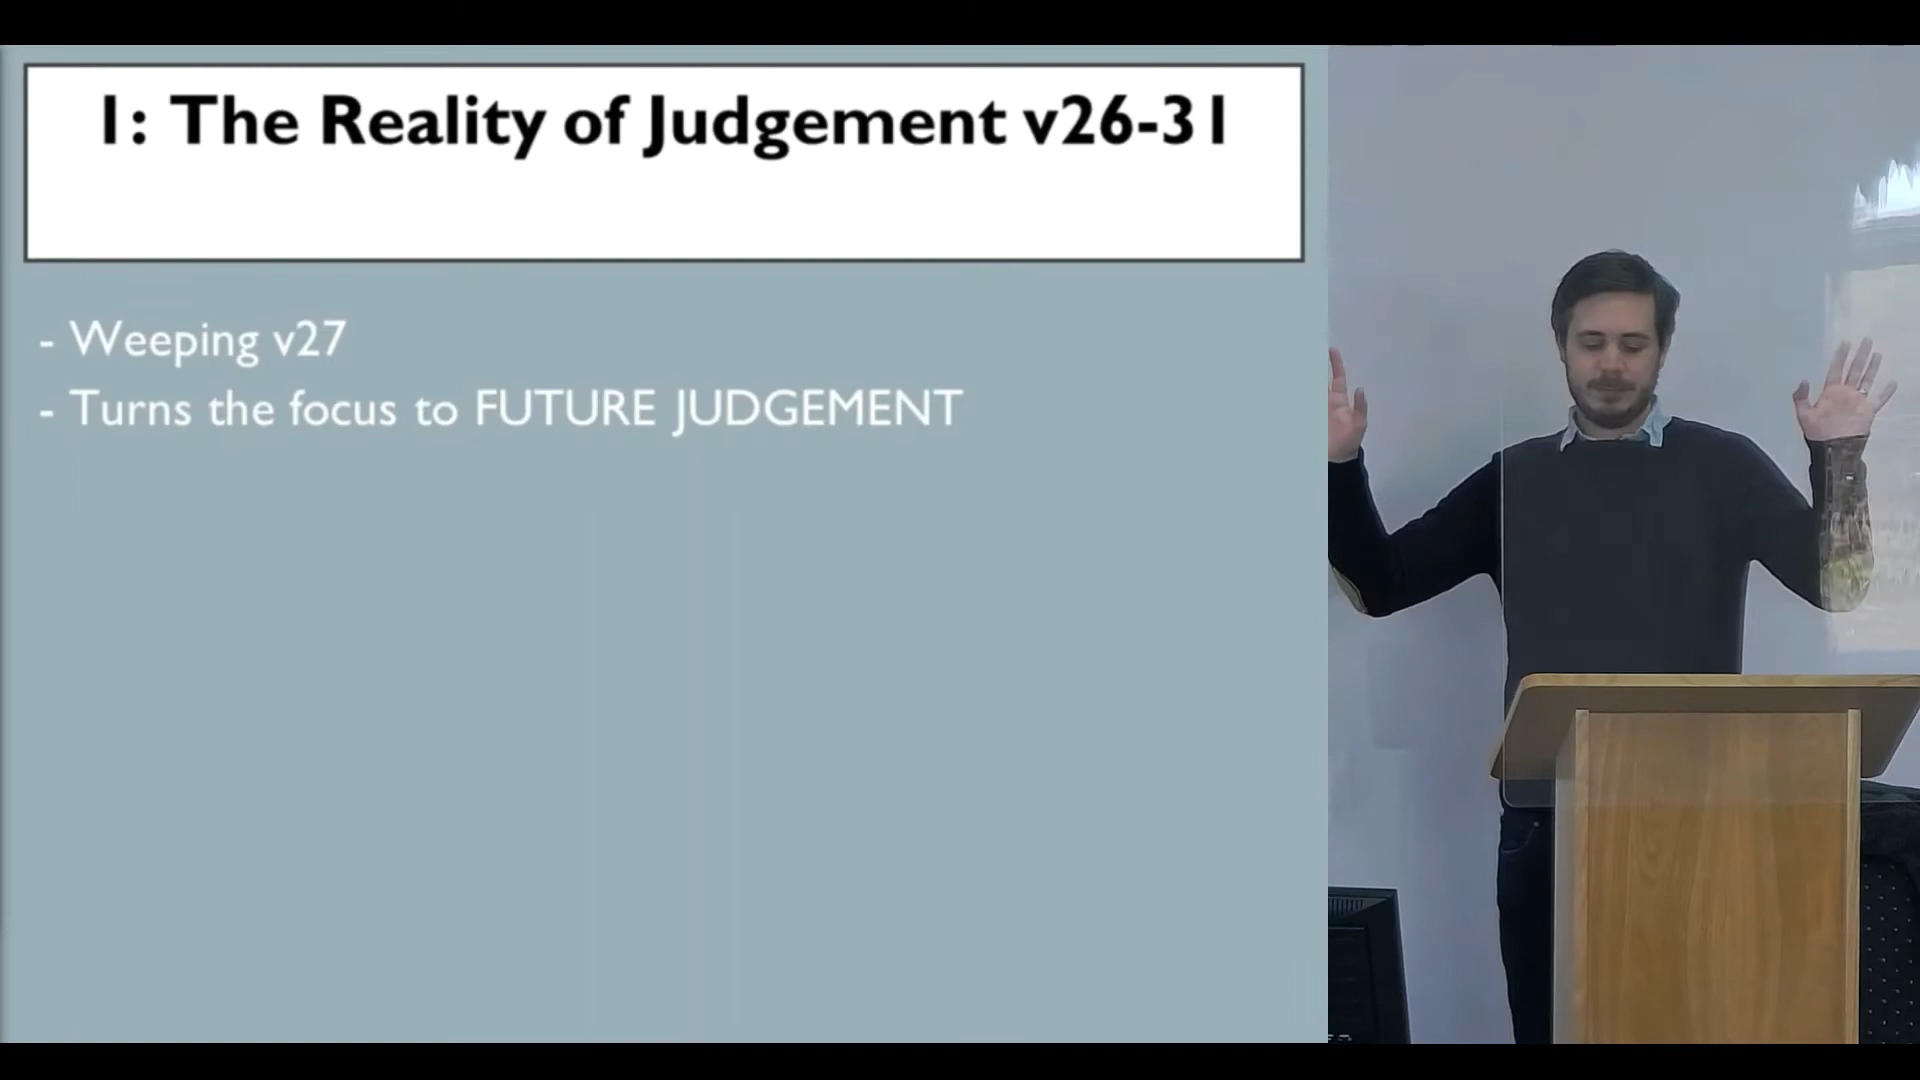 1: The Reality of Judgement v26-31
- Weeping v27
- Turns the focus to FUTURE JUDGEMENT